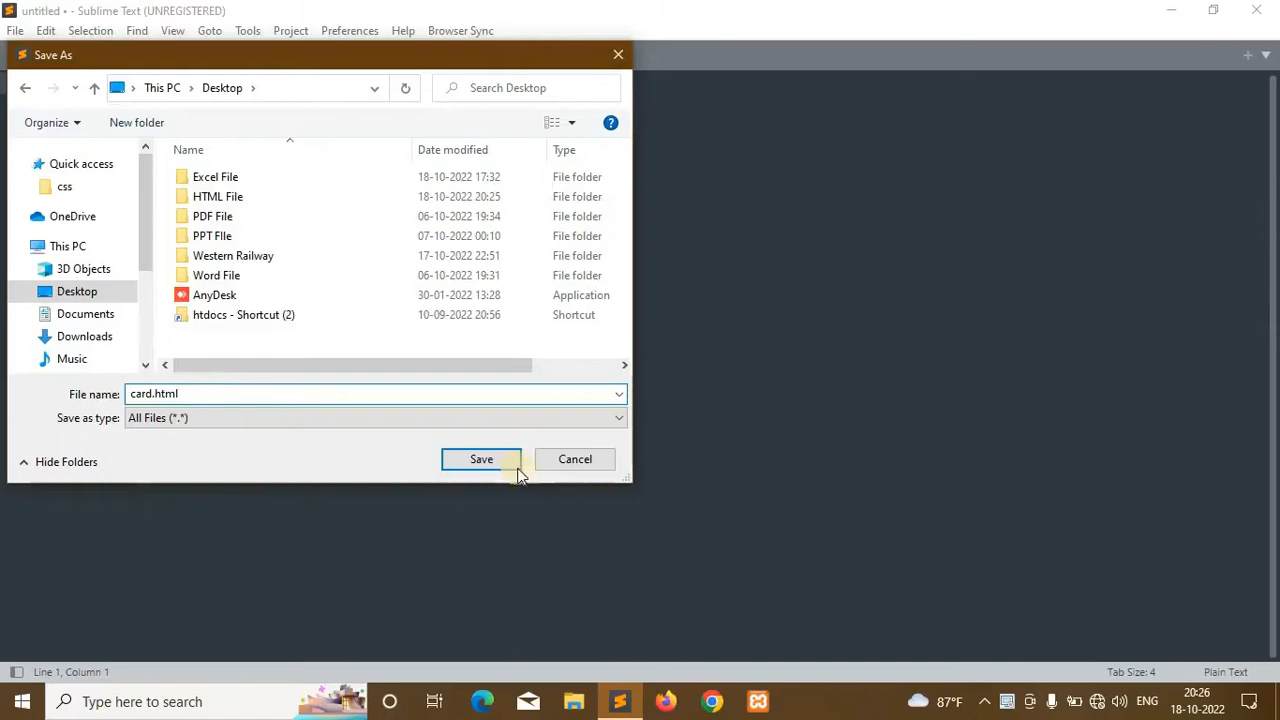 untitled • - Sublime Text (UNREGISTERED)
File Edit Selection Find View Goto Tools Project Preferences Help Browser Sync
Save As
This PC Desktop Search Desktop
Organize New folder
Name Date modified Type
Quick access
css
OneDrive
This PC
3D Objects
Desktop
Documents
Downloads
Music
Excel File 18-10-2022 17:32 File folder
HTML File 18-10-2022 20:25 File folder
PDF File 06-10-2022 19:34 File folder
PPT FIle 07-10-2022 00:10 File folder
Western Railway 17-10-2022 22:51 File folder
Word File 06-10-2022 19:31 File folder
AnyDesk 30-01-2022 13:28 Application
htdocs - Shortcut (2) 10-09-2022 20:56 Shortcut
File name: card.html
Save as type: All Files (*.*)
Hide Folders Save Cancel
Line 1, Column 1 Tab Size: 4 Plain Text
Type here to search 87°F ENG 20:26
18-10-2022